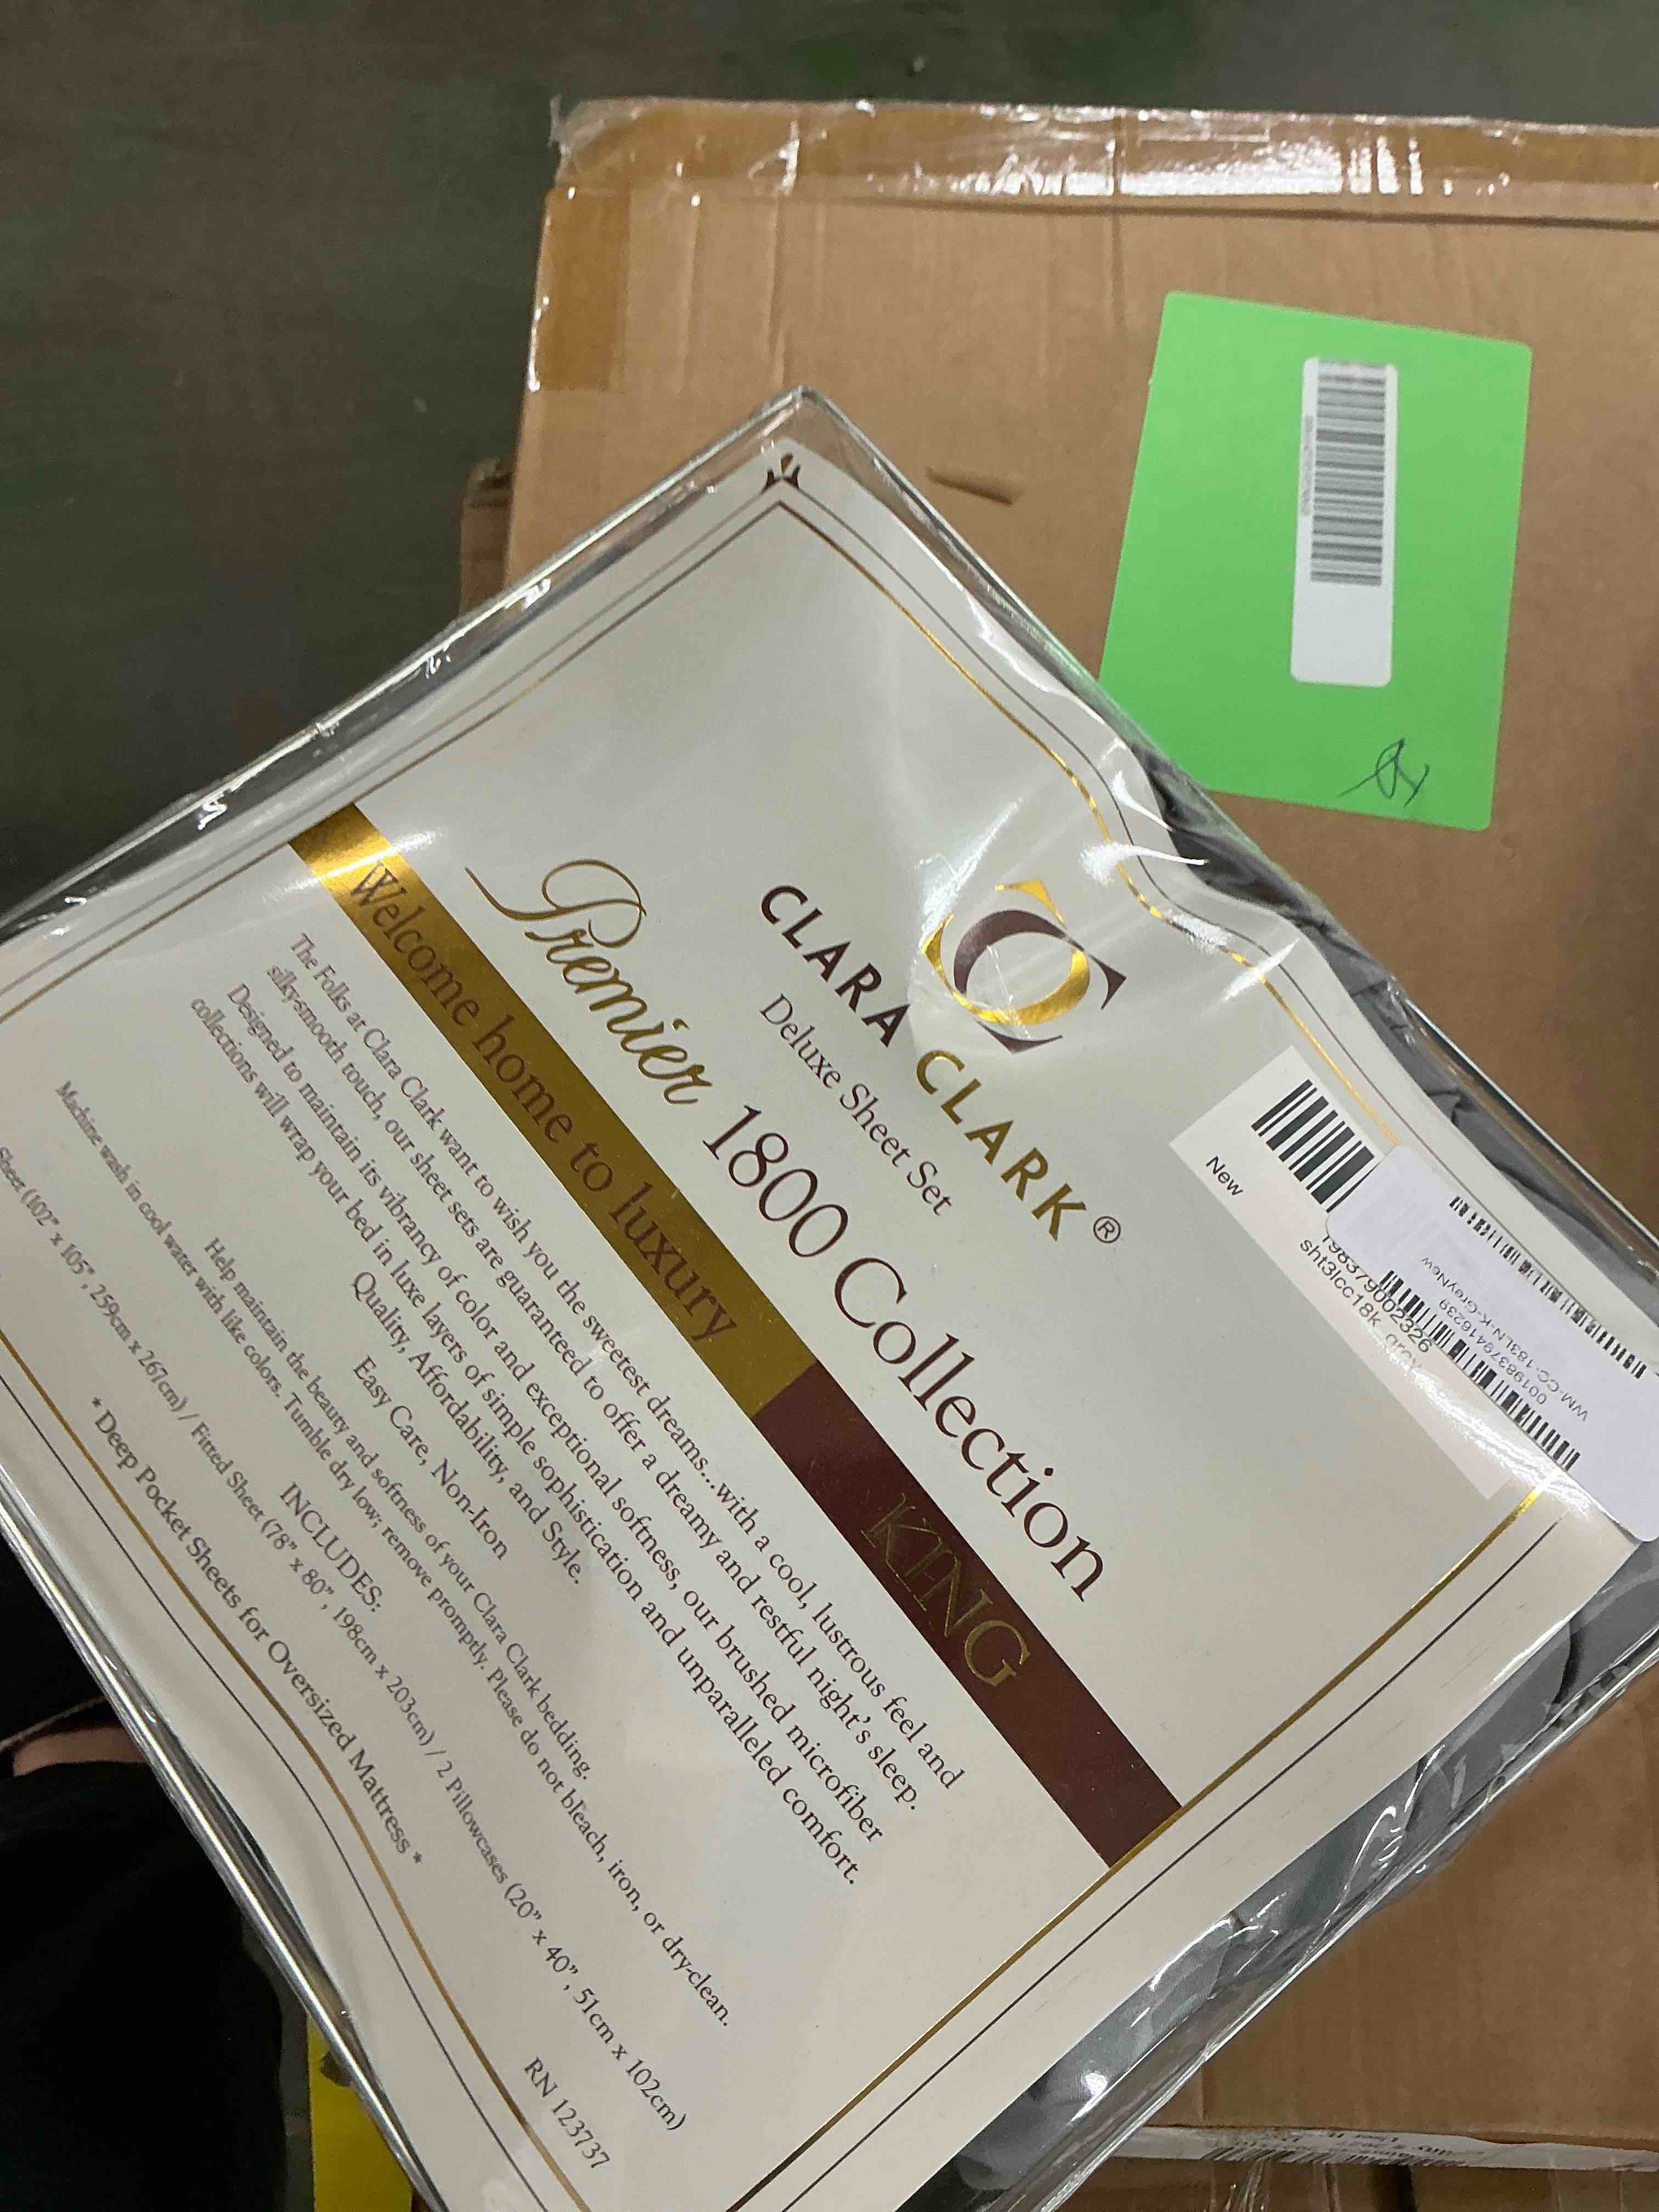 CLARA CLARK®
Deluxe Sheet Set
Premier 1800 Collection
Welcome home to luxury
KING
The Folks at Clara Clark want to wish you the sweetest dreams...with a cool, lustrous feel and
silky-smooth touch, our sheet sets are guaranteed to offer a dreamy and restful night's sleep.
Designed to maintain its vibrancy of color and exceptional softness, our brushed microfiber
collections will wrap your bed in luxe layers of simple sophistication and unparalleled comfort.
Quality, Affordability, and Style.
Easy Care, Non-Iron
Help maintain the beauty and softness of your Clara Clark bedding.
Machine wash in cool water with like colors. Tumble dry low; remove promptly. Please do not bleach, iron, or dry-clean.
INCLUDES:
Sheet (102" x 105", 259cm x 267cm) / Fitted Sheet (78" x 80", 198cm x 203cm) / 2 Pillowcases (20" x 40", 51cm x 102cm)
* Deep Pocket Sheets for Oversized Mattress *
RN 123737
New
198379002326
sht3lcc18k
00198379416239
WM-CC-183LN-K-GreyNew